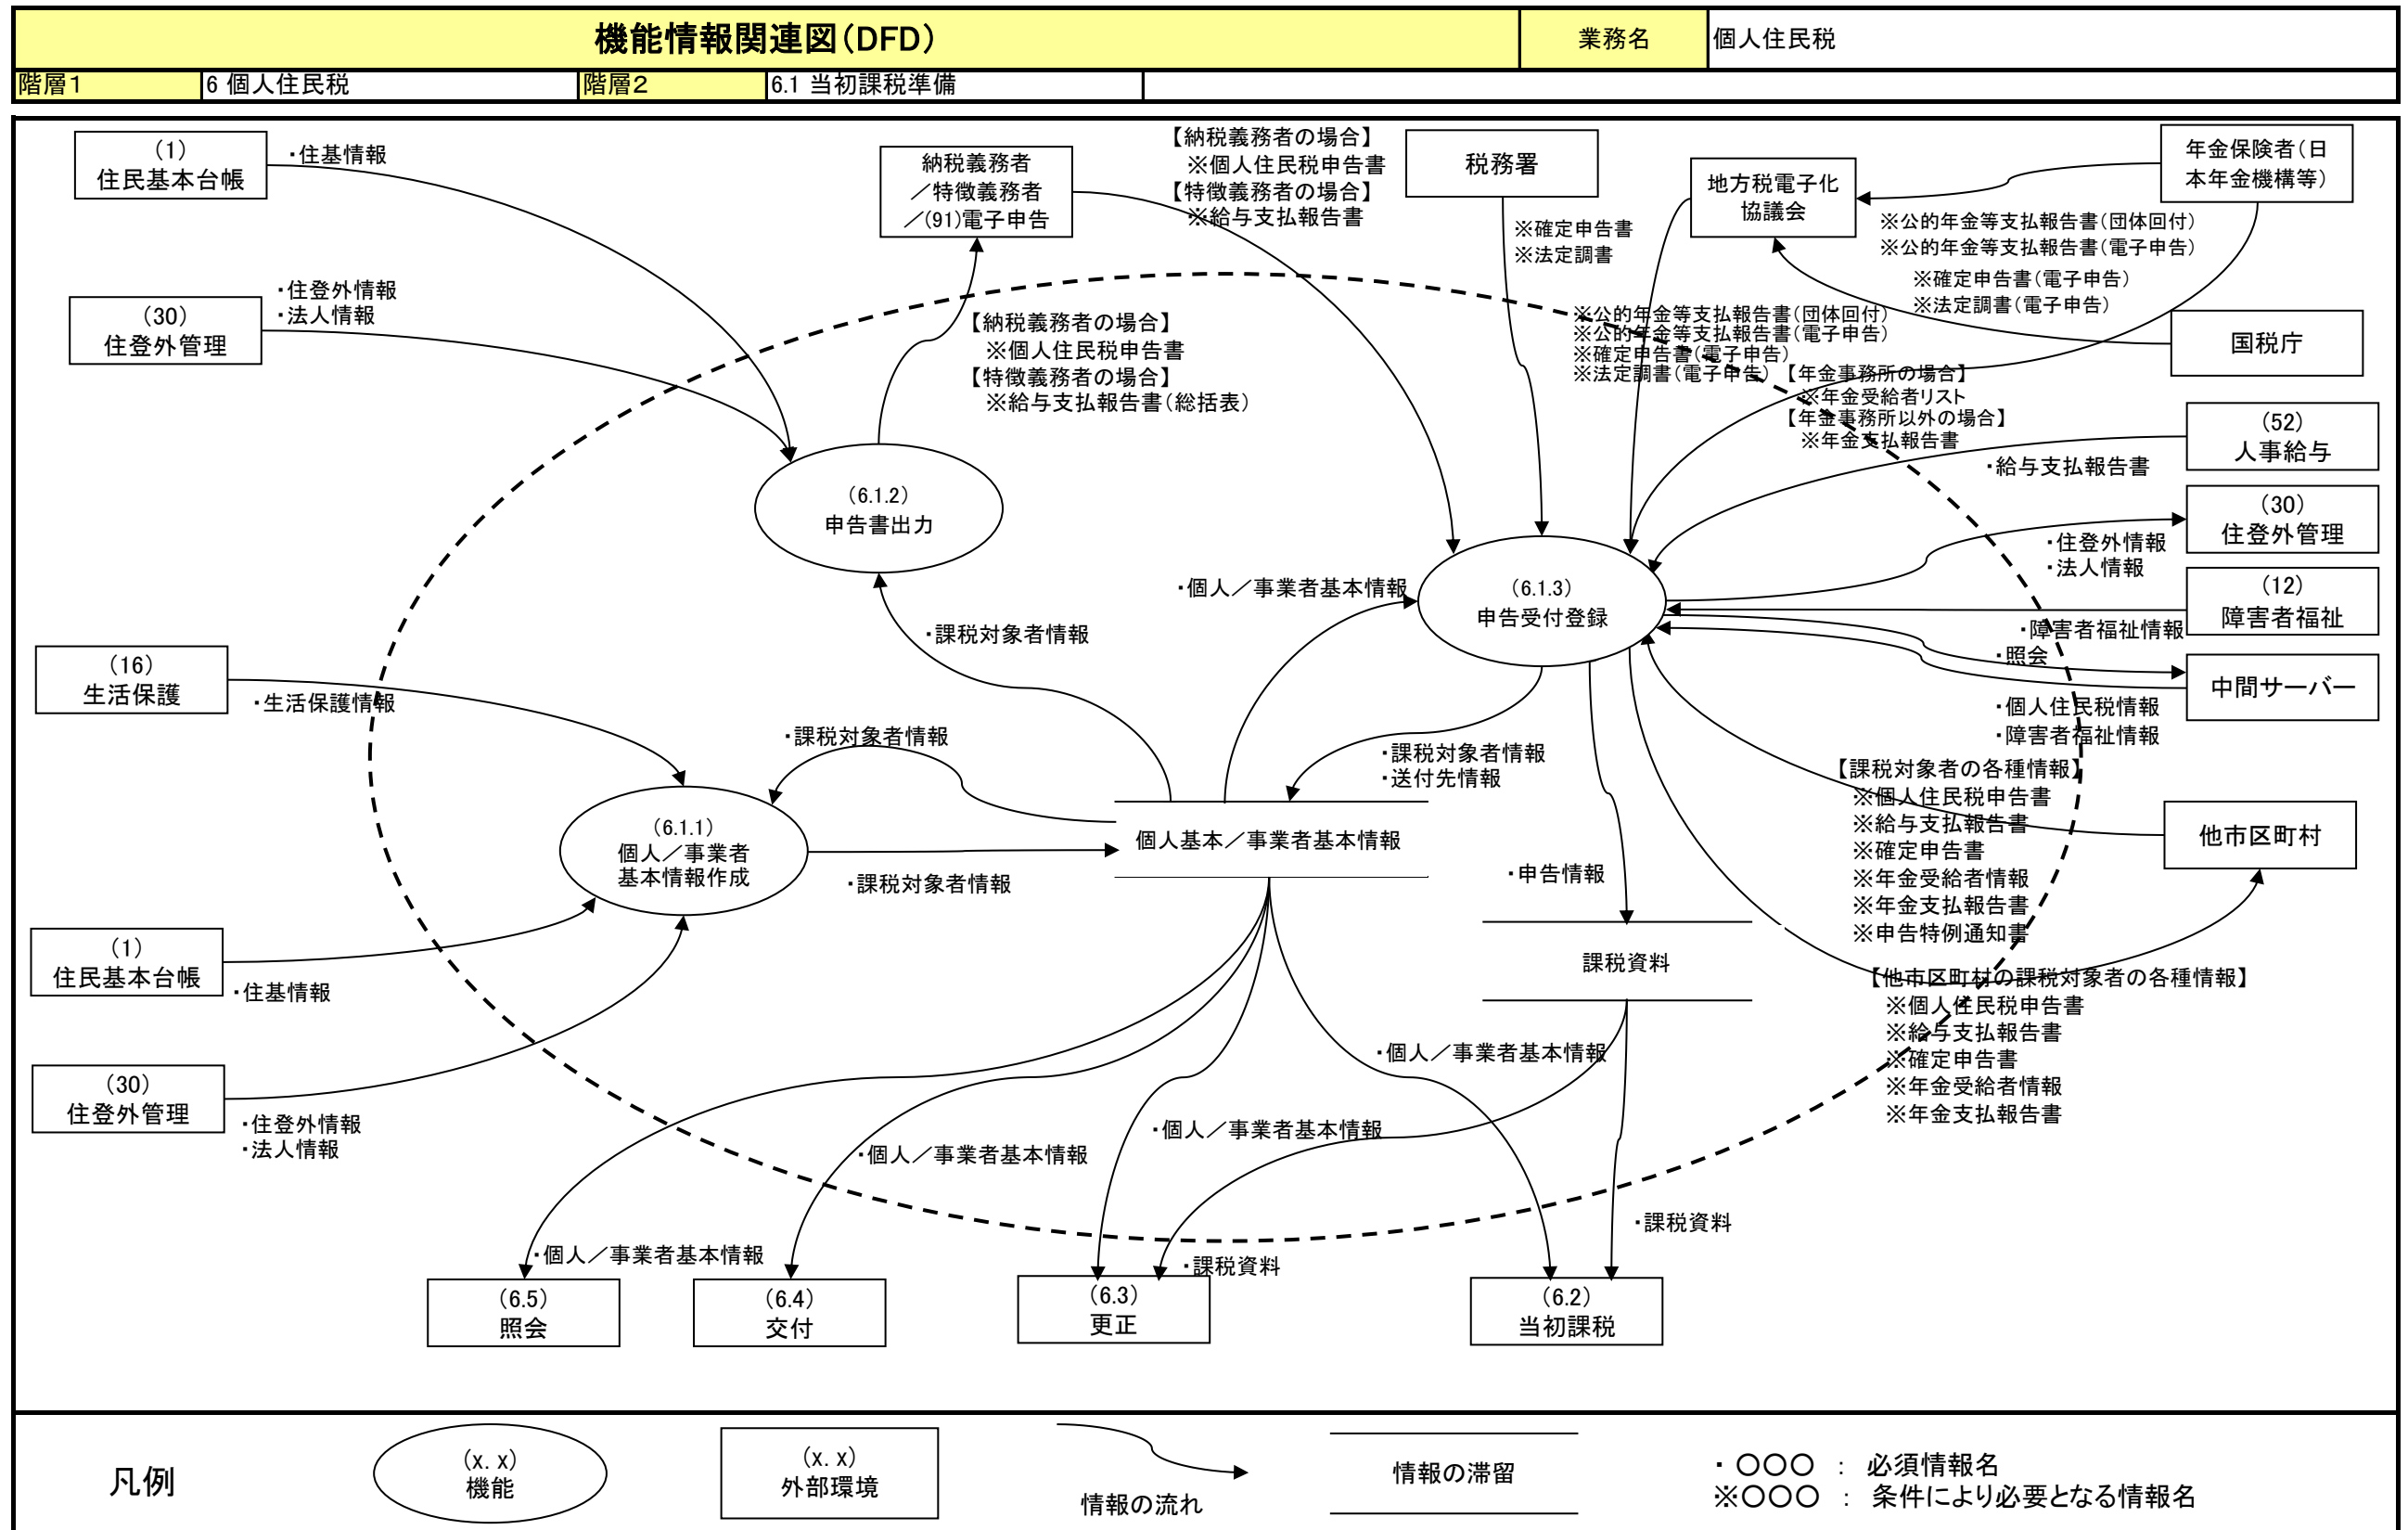 機能情報関連図(DFD)
業務名
個人住民税
階層1
6 個人住民税
階層2
6.1 当初課税準備
(1)
住民基本台帳
・住基情報
納税義務者
／特徴義務者
／(91)電子申告
【納税義務者の場合】
※個人住民税申告書
【特徴義務者の場合】
※給与支払報告書
税務署
※確定申告書
※法定調書
地方税電子化
協議会
年金保険者(日
本年金機構等)
※公的年金等支払報告書(団体回付)
※公的年金等支払報告書(電子申告)
※確定申告書(電子申告)
※法定調書(電子申告)
(30)
住登外管理
・住登外情報
・法人情報
【納税義務者の場合】
※個人住民税申告書
【特徴義務者の場合】
※給与支払報告書(総括表)
※公的年金等支払報告書(団体回付)
※公的年金等支払報告書(電子申告)
※確定申告書(電子申告)
※法定調書(電子申告)
国税庁
【年金事務所の場合】
※年金受給者リスト
【年金事務所以外の場合】
※年金支払報告書
(52)
人事給与
・給与支払報告書
(6.1.2)
申告書出力
(30)
住登外管理
・住登外情報
・法人情報
・個人／事業者基本情報
(6.1.3)
申告受付登録
(12)
障害者福祉
・障害者福祉情報
・照会
・課税対象者情報
(16)
生活保護
・生活保護情報
中間サーバー
・個人住民税情報
・障害者福祉情報
・課税対象者情報
・課税対象者情報
・送付先情報
【課税対象者の各種情報】
※個人住民税申告書
※給与支払報告書
※確定申告書
※年金受給者情報
※年金支払報告書
※申告特例通知書
他市区町村
(6.1.1)
個人／事業者
基本情報作成
個人基本／事業者基本情報
・課税対象者情報
・申告情報
(1)
住民基本台帳
・住基情報
課税資料
【他市区町村の課税対象者の各種情報】
※個人住民税申告書
※給与支払報告書
※確定申告書
※年金受給者情報
※年金支払報告書
(30)
住登外管理
・住登外情報
・法人情報
・個人／事業者基本情報
・個人／事業者基本情報
・個人／事業者基本情報
・個人／事業者基本情報
・課税資料
・課税資料
(6.5)
照会
(6.4)
交付
(6.3)
更正
(6.2)
当初課税
凡例
(x. x)
機能
(x. x)
外部環境
情報の流れ
情報の滞留
・ ○○○ ： 必須情報名
※○○○ ： 条件により必要となる情報名